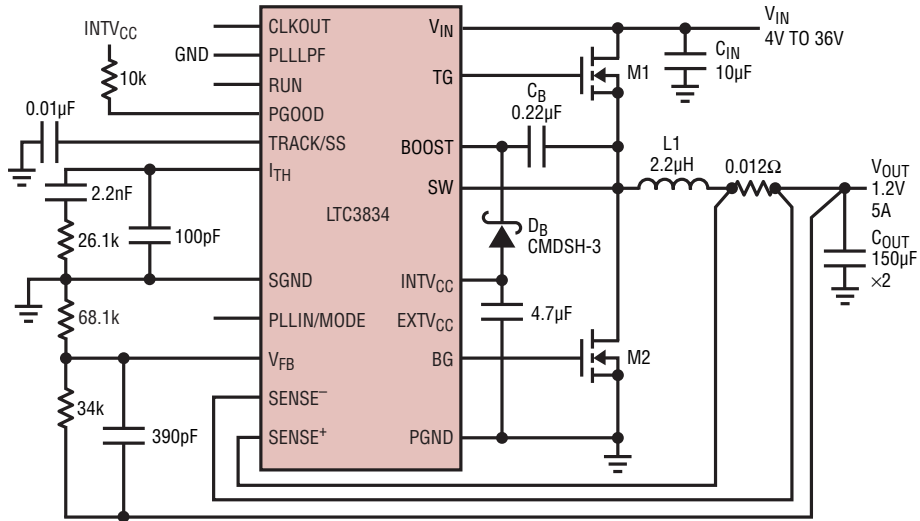 CLKOUT
PLLLPF
RUN
PGOOD
TRACK/SS
ITH
SGND
PLLIN/MODE
VFB
SENSE–
SENSE+
LTC3834
VIN
TG
BOOST
SW
INTVCC
EXTVCC
BG
PGND
INTVCC
GND
10k
0.01µF
2.2nF
26.1k
100pF
68.1k
34k
390pF
VIN
4V TO 36V
CIN
10µF
M1
CB
0.22µF
L1
2.2µH
0.012Ω
VOUT
1.2V
5A
COUT
150µF
×2
DB
CMDSH-3
4.7µF
M2